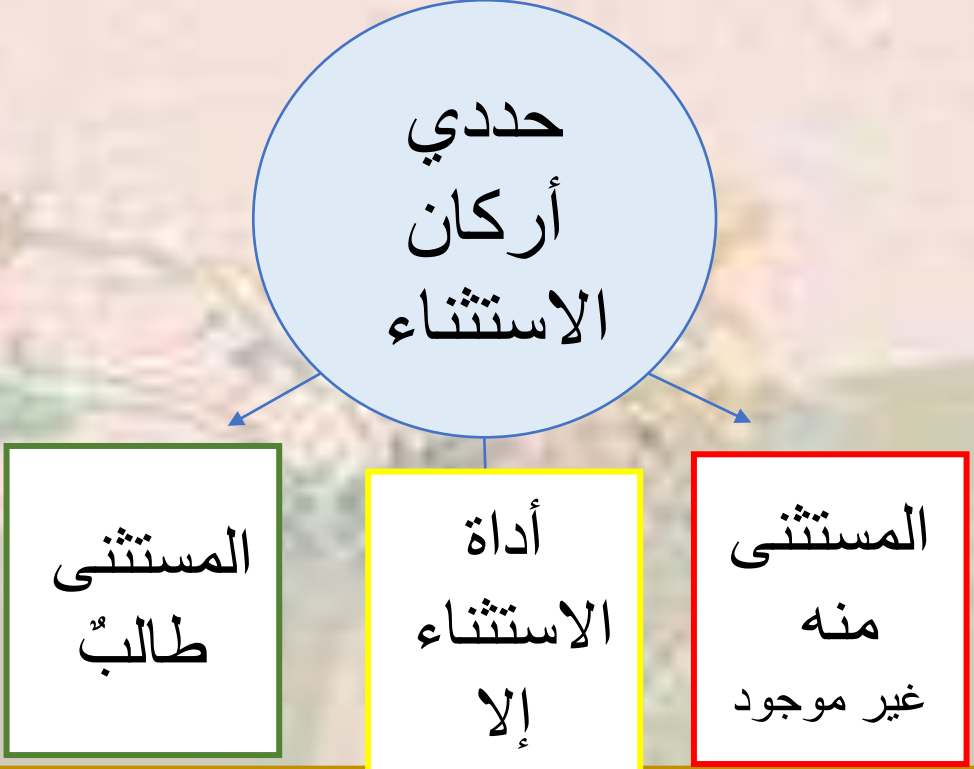 حددي
أركان
الاستثناء
المستثنى
منه
غير موجود
أداة
الاستثناء
إلا
المستثنى
طالبٌ